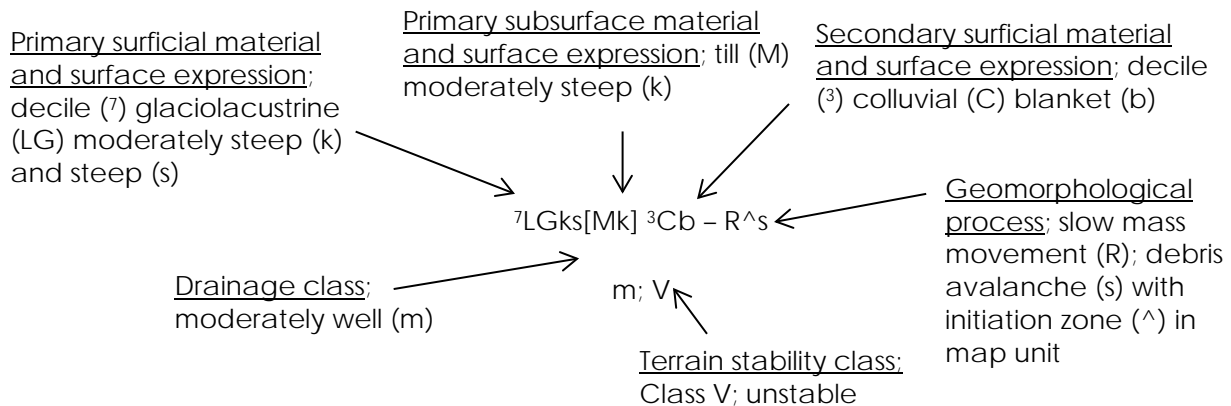 Primary surficial material
and surface expression;
decile (⁷) glaciolacustrine
(LG) moderately steep (k)
and steep (s)
Primary subsurface material
and surface expression; till (M)
moderately steep (k)
Secondary surficial material
and surface expression; decile
(³) colluvial (C) blanket (b)
⁷LGks[Mk] ³Cb – R^s
Geomorphological
process; slow mass
movement (R); debris
avalanche (s) with
initiation zone (^) in
map unit
Drainage class;
moderately well (m)
m; V
Terrain stability class;
Class V; unstable